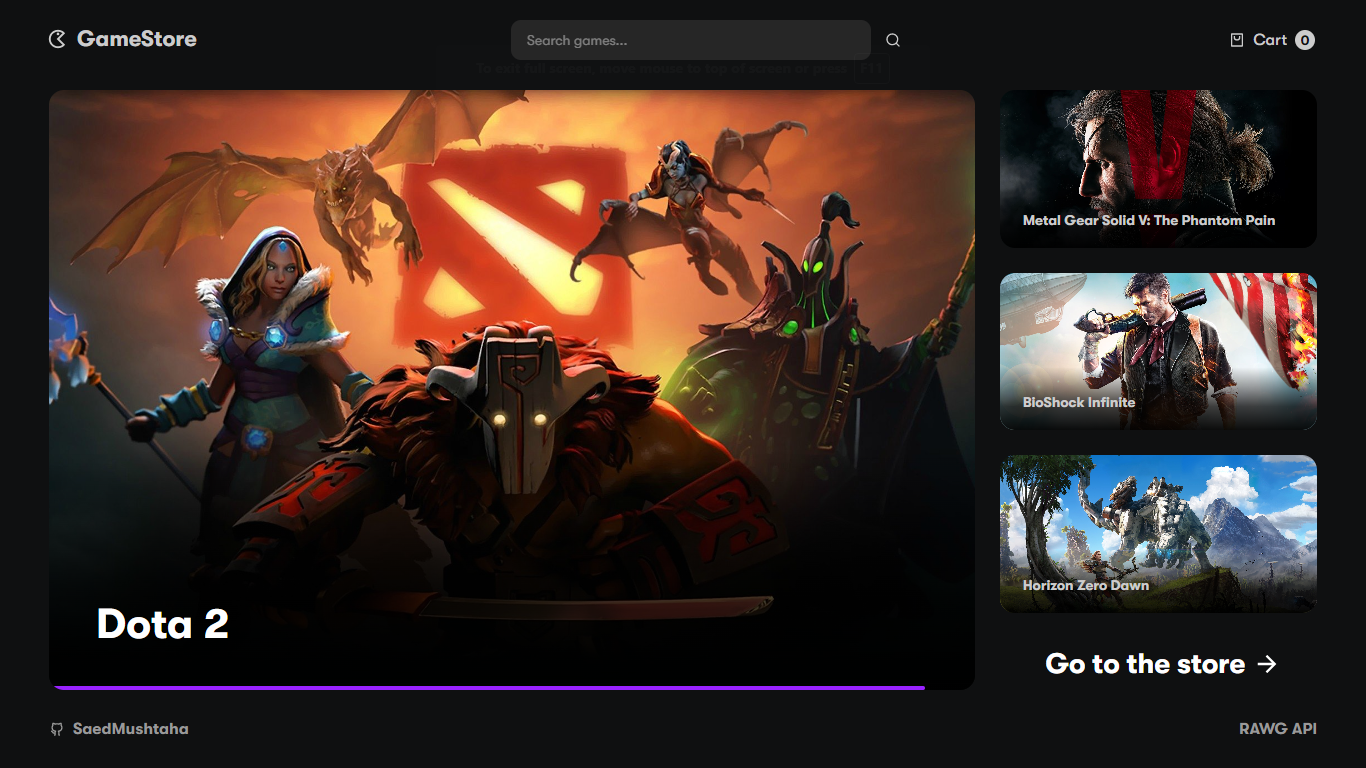 GameStore
Search games...
Cart 0
To exit full screen, move mouse to top of screen or press F11
Metal Gear Solid V: The Phantom Pain
BioShock Infinite
Horizon Zero Dawn
Dota 2
Go to the store →
SaedMushtaha
RAWG API